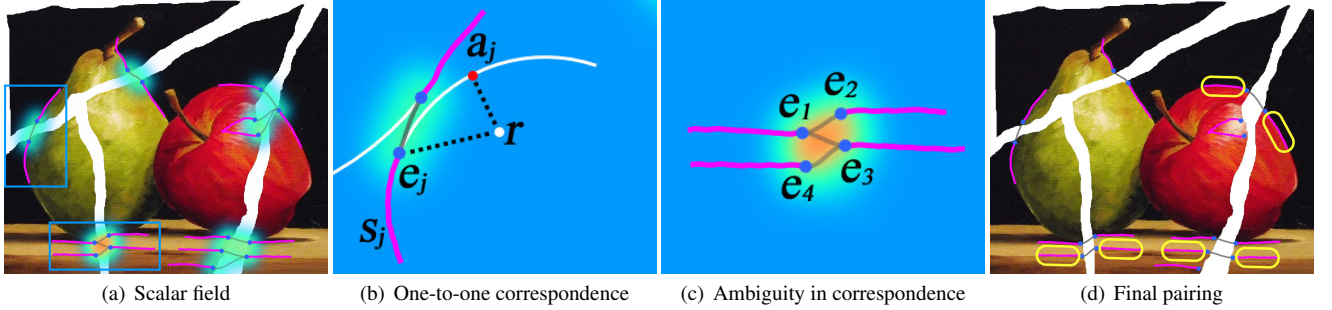 a_j
r
e_j
s_j
e_1
e_2
e_3
e_4
(a) Scalar field
(b) One-to-one correspondence
(c) Ambiguity in correspondence
(d) Final pairing